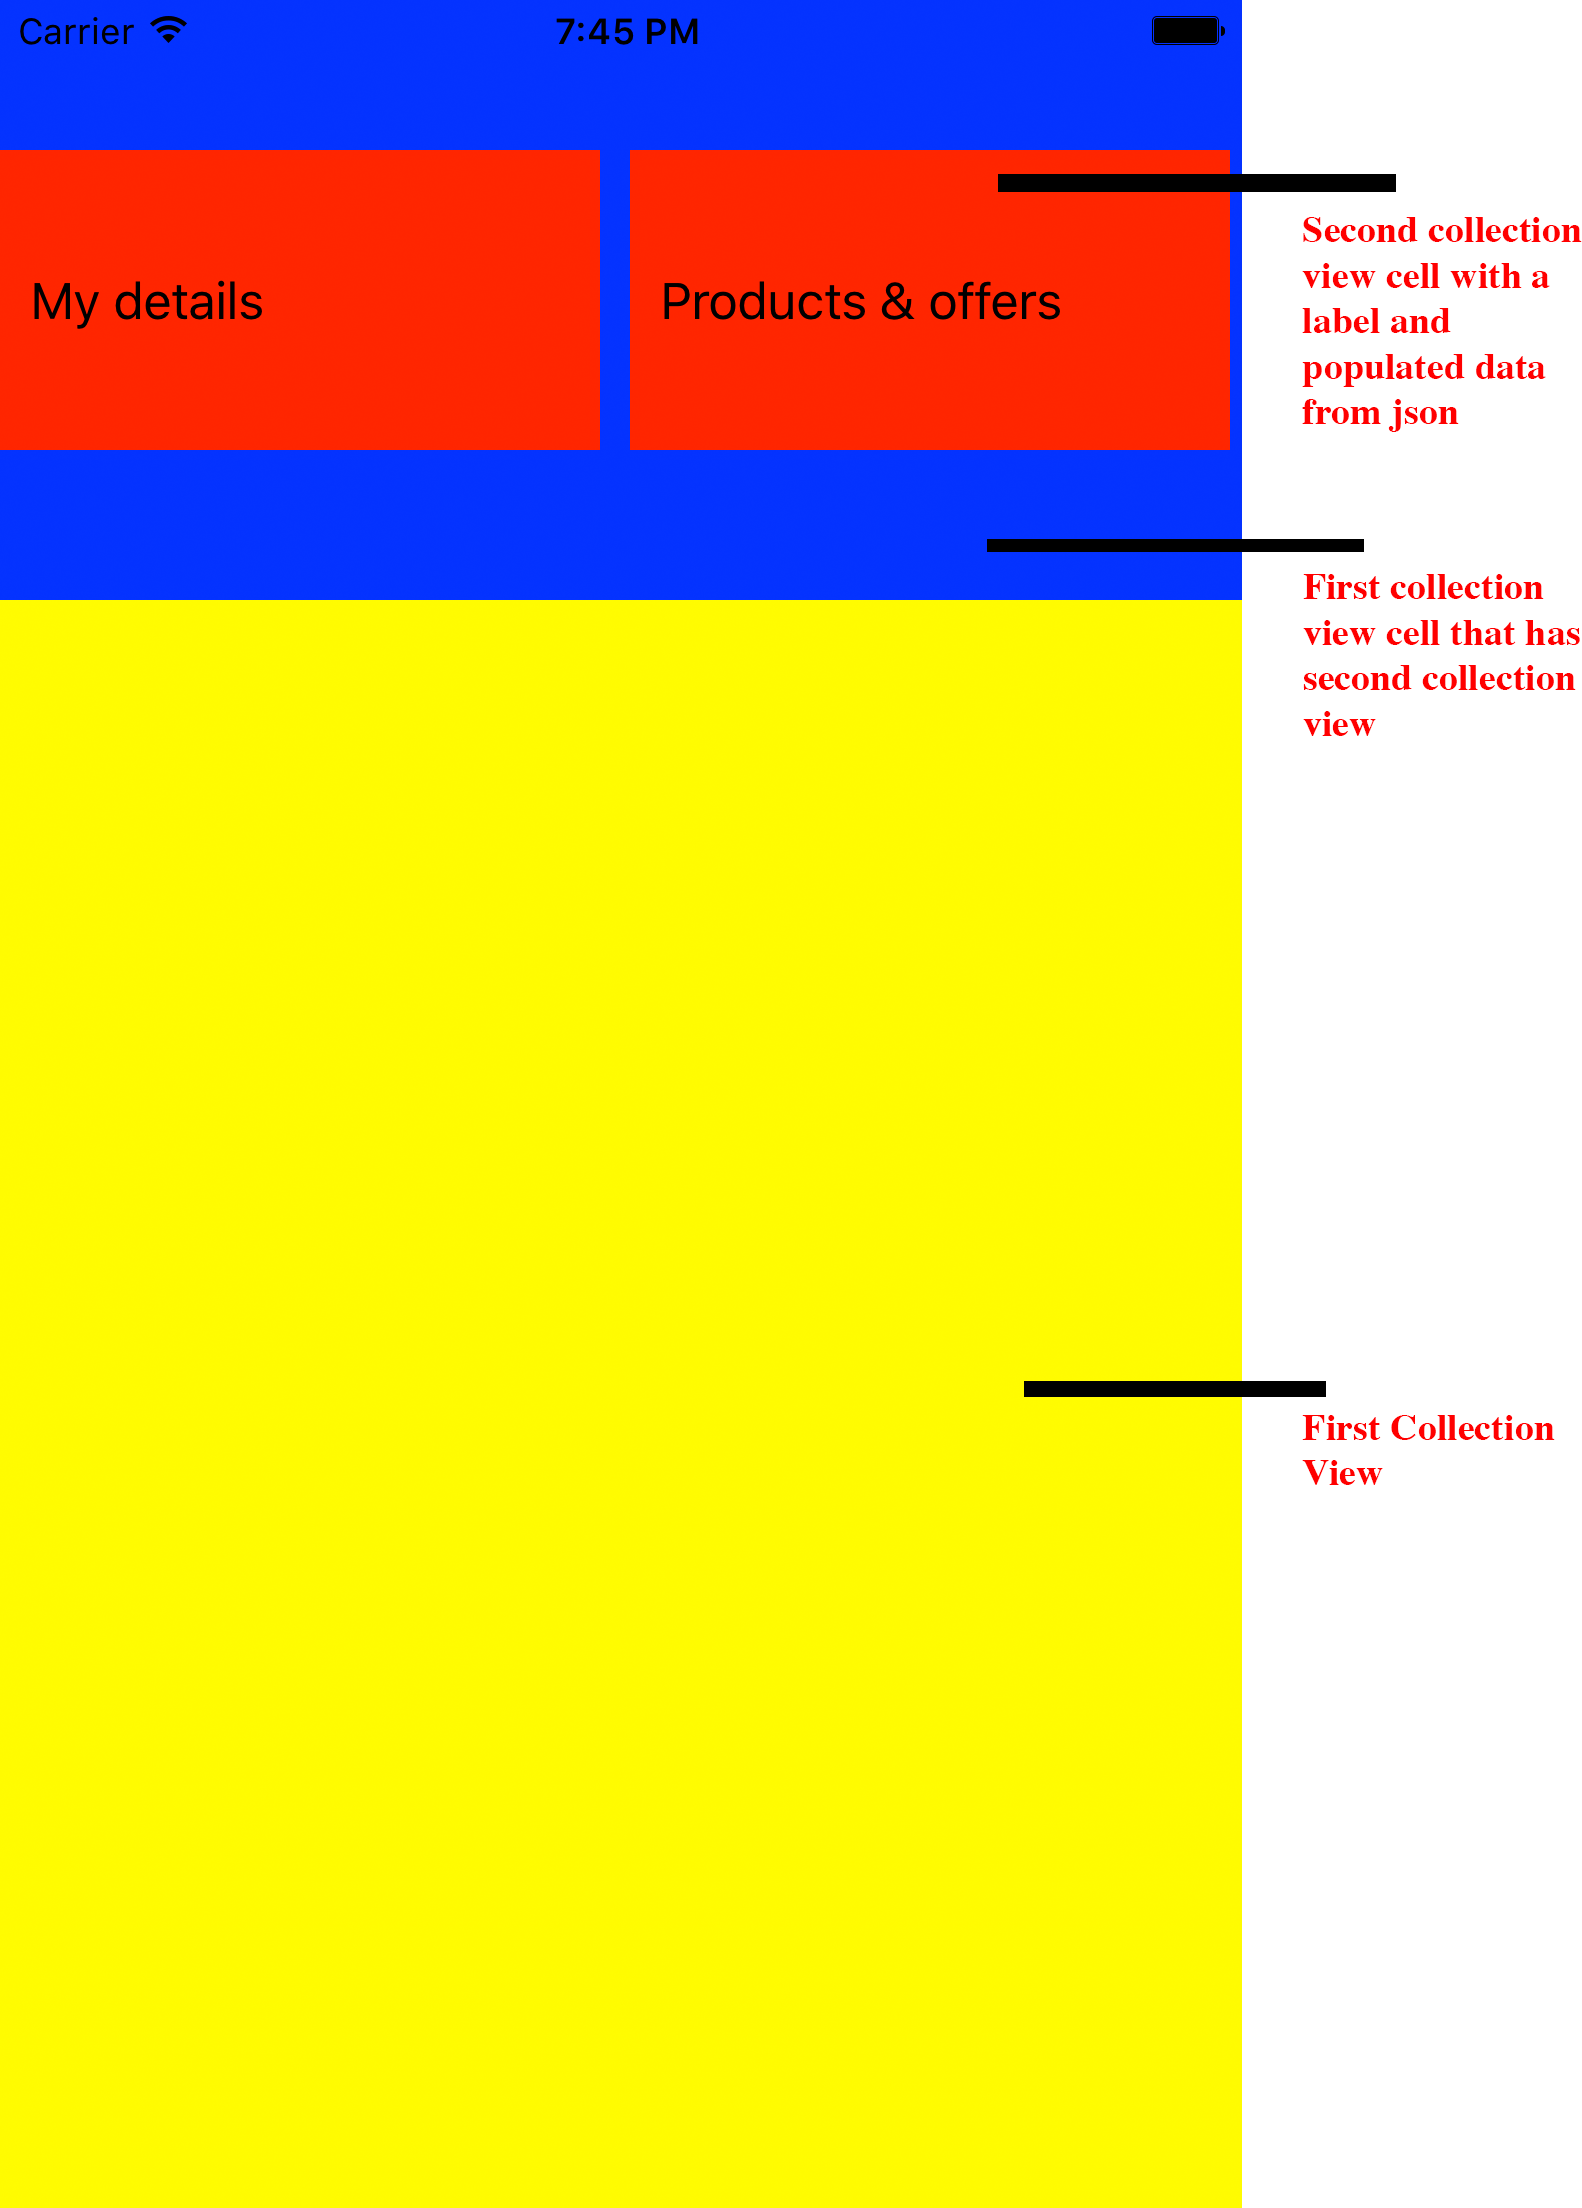 Carrier 7:45 PM
My details
Products & offers
Second collection
view cell with a
label and
populated data
from json
First collection
view cell that has
second collection
view
First Collection
View